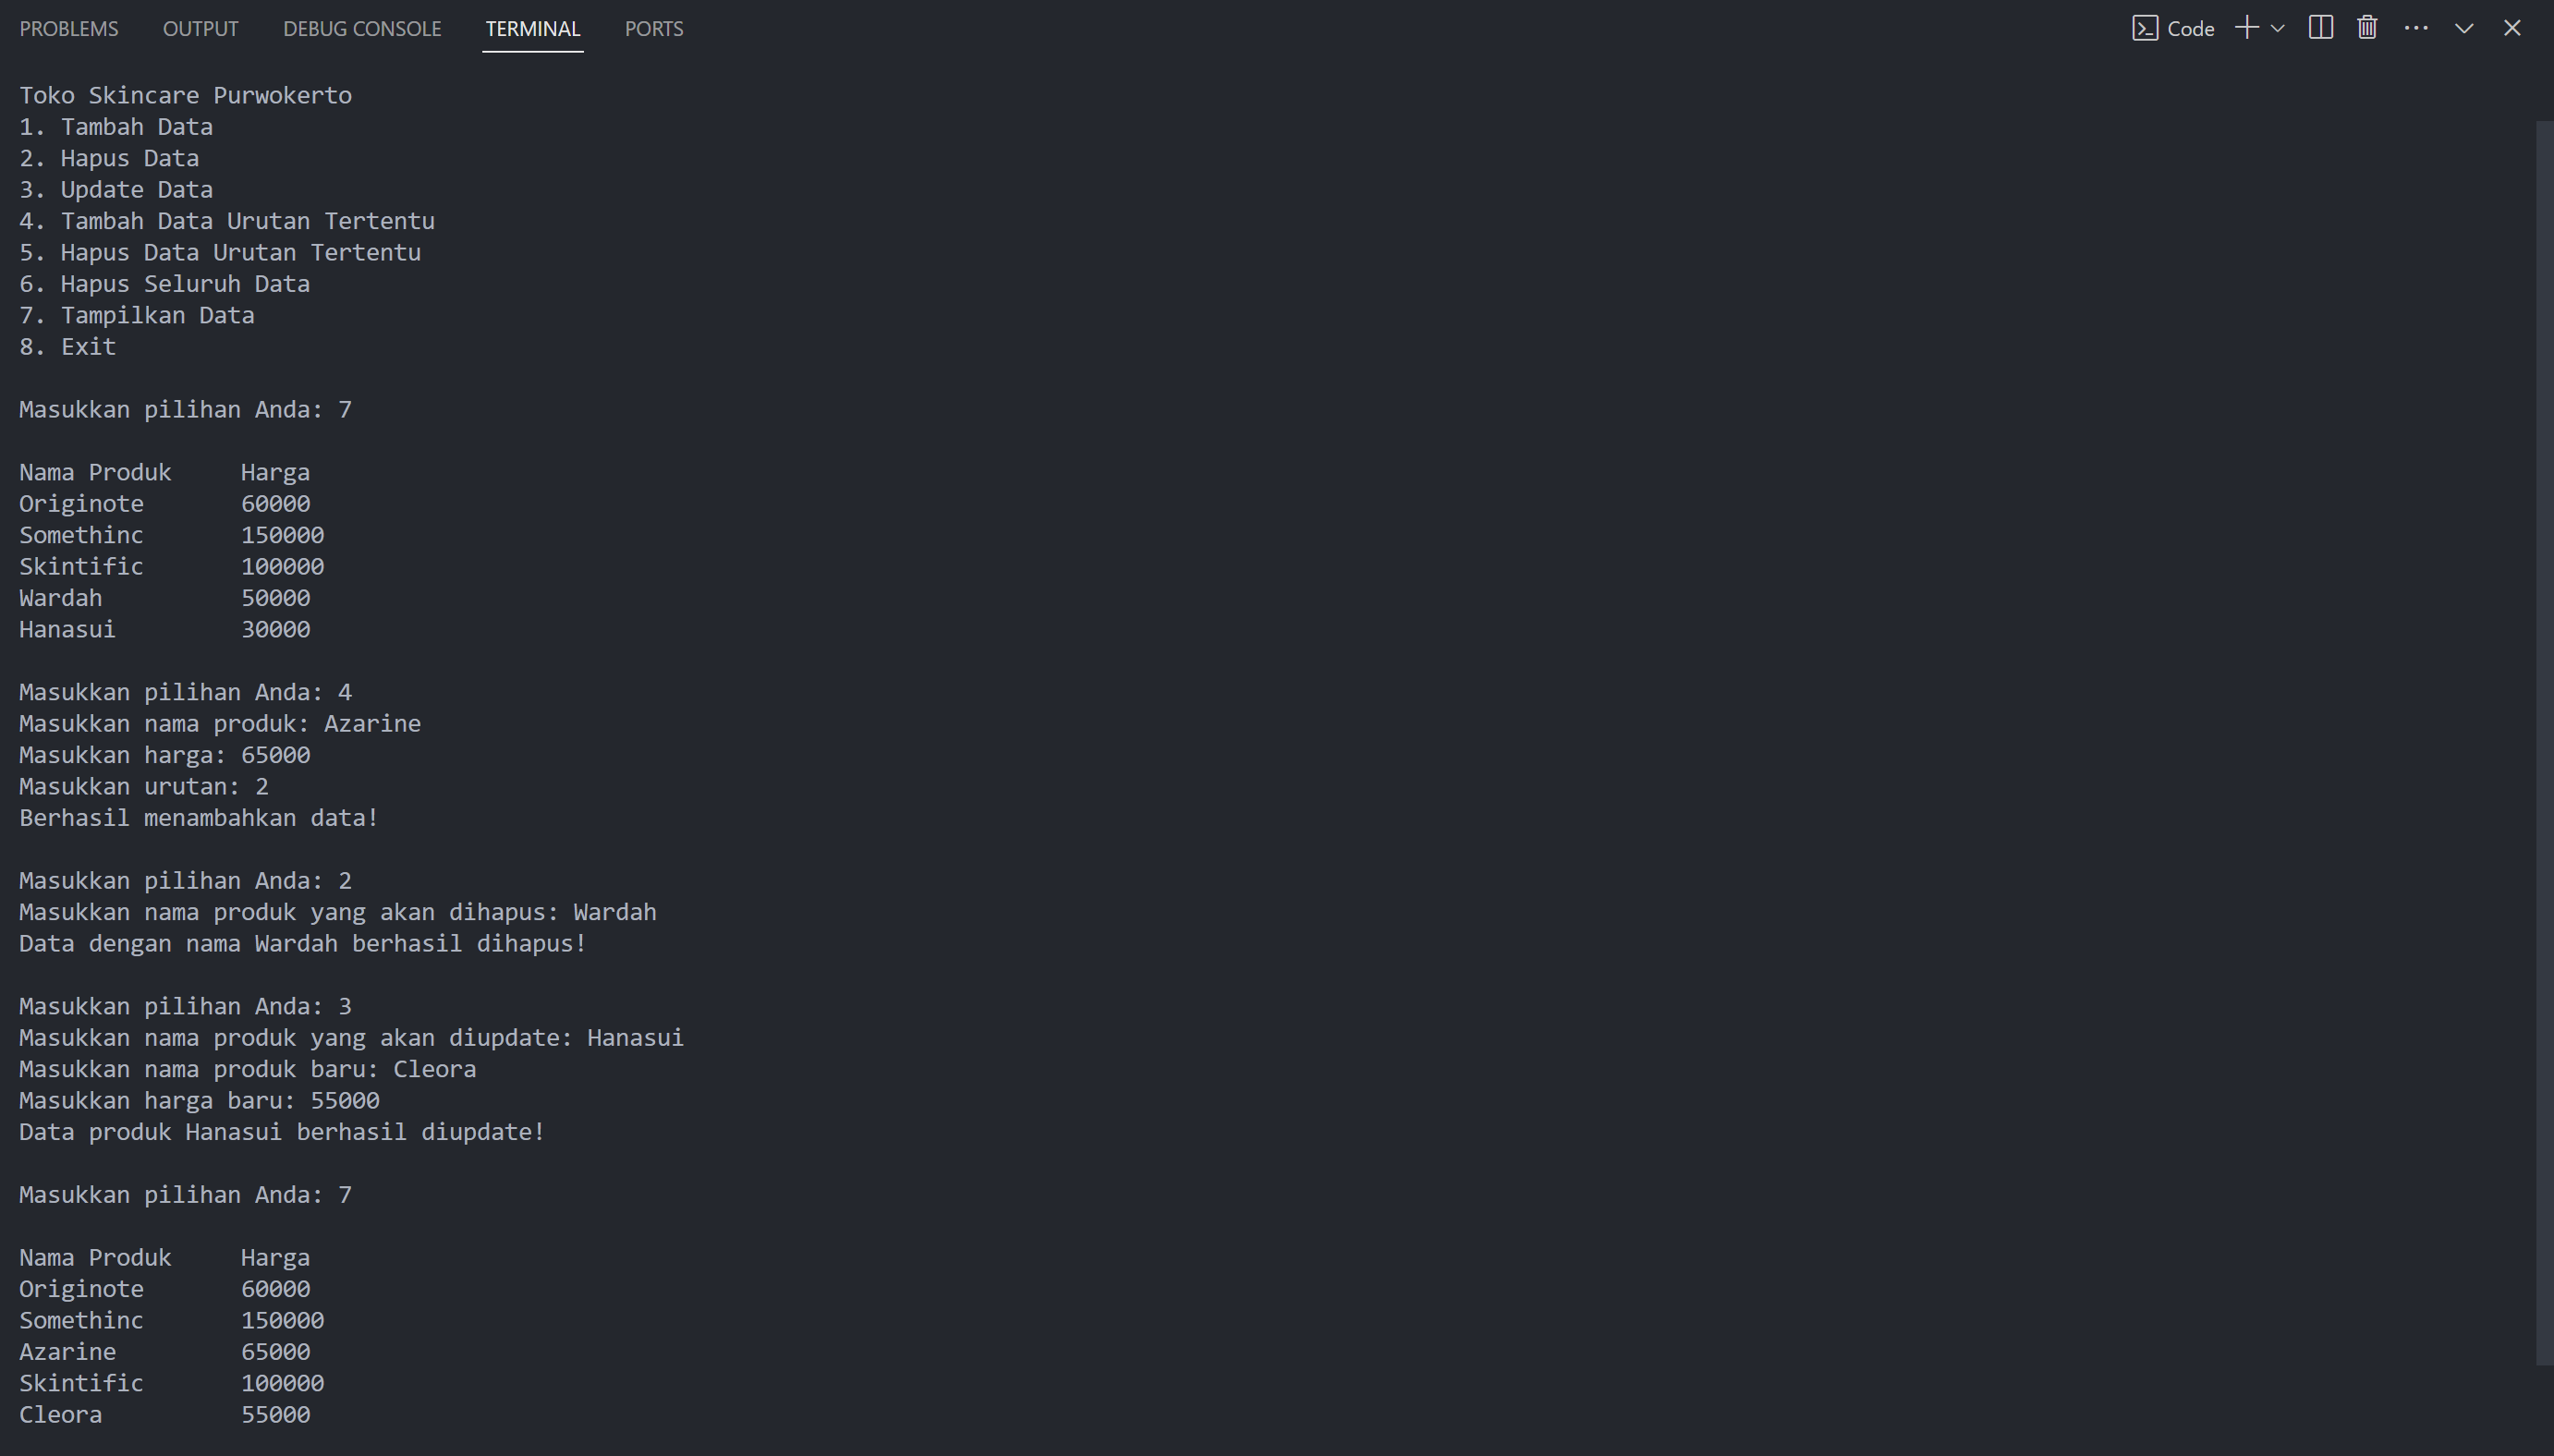 PROBLEMS OUTPUT DEBUG CONSOLE TERMINAL PORTS Code
Toko Skincare Purwokerto
1. Tambah Data
2. Hapus Data
3. Update Data
4. Tambah Data Urutan Tertentu
5. Hapus Data Urutan Tertentu
6. Hapus Seluruh Data
7. Tampilkan Data
8. Exit
Masukkan pilihan Anda: 7
Nama Produk Harga
Originote 60000
Somethinc 150000
Skintific 100000
Wardah 50000
Hanasui 30000
Masukkan pilihan Anda: 4
Masukkan nama produk: Azarine
Masukkan harga: 65000
Masukkan urutan: 2
Berhasil menambahkan data!
Masukkan pilihan Anda: 2
Masukkan nama produk yang akan dihapus: Wardah
Data dengan nama Wardah berhasil dihapus!
Masukkan pilihan Anda: 3
Masukkan nama produk yang akan diupdate: Hanasui
Masukkan nama produk baru: Cleora
Masukkan harga baru: 55000
Data produk Hanasui berhasil diupdate!
Masukkan pilihan Anda: 7
Nama Produk Harga
Originote 60000
Somethinc 150000
Azarine 65000
Skintific 100000
Cleora 55000